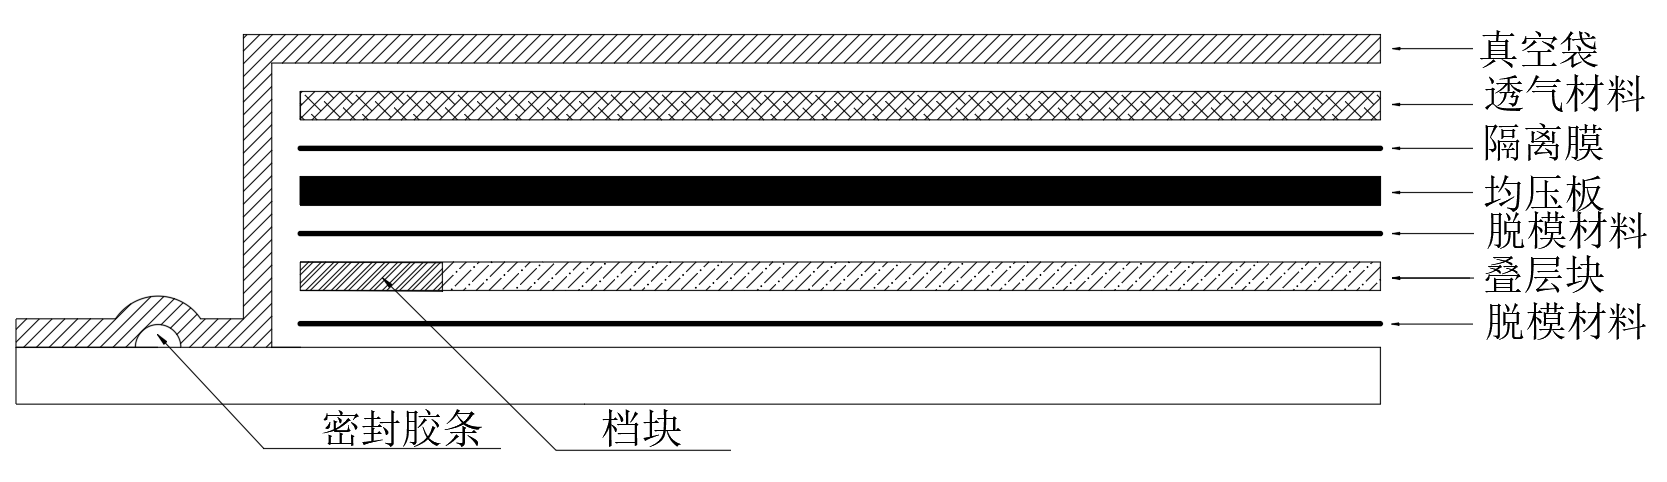 真空袋
透气材料
隔离膜
均压板
脱模材料
叠层块
脱模材料
密封胶条
档块